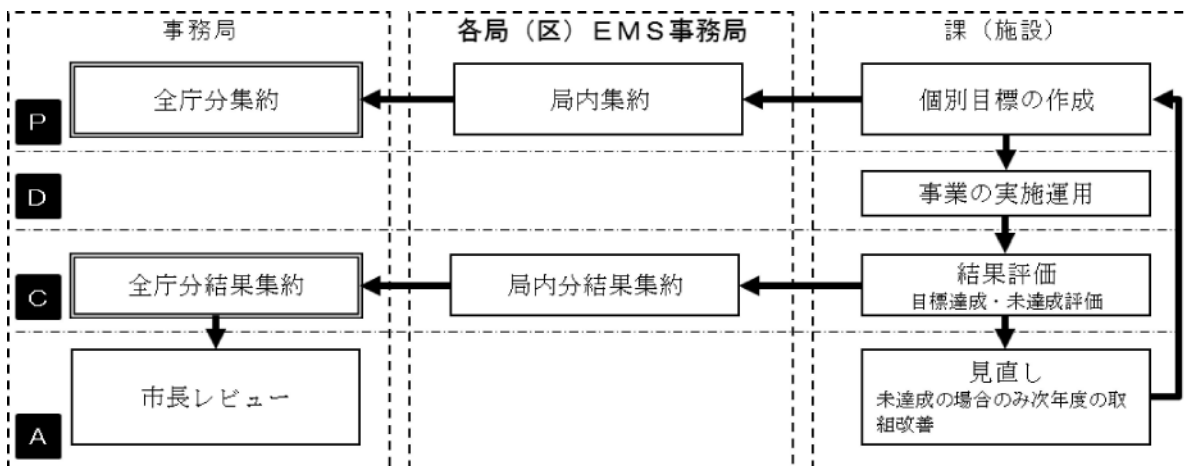 事務局
各局（区）ＥＭＳ事務局
課（施設）
P
全庁分集約
局内集約
個別目標の作成
D
事業の実施運用
C
全庁分結果集約
局内分結果集約
結果評価
目標達成・未達成評価
A
市長レビュー
見直し
未達成の場合のみ次年度の取
組改善